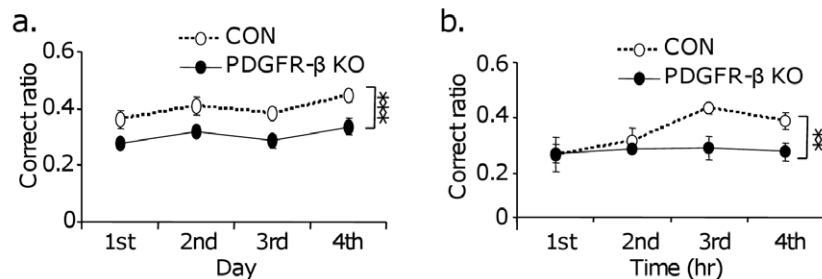 a.
Correct ratio
0.6
0.4
0.2
0
CON
PDGFR-β KO
***
1st 2nd 3rd 4th
Day
b.
Correct ratio
0.6
0.4
0.2
0
CON
PDGFR-β KO
**
1st 2nd 3rd 4th
Time (hr)